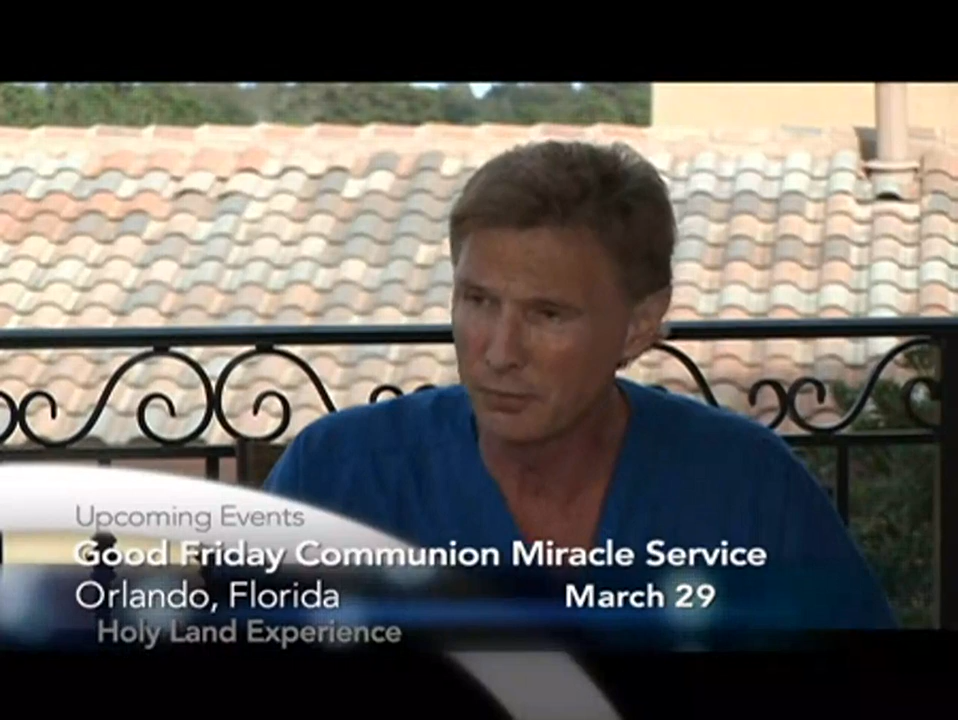 Upcoming Events
Good Friday Communion Miracle Service
Orlando, Florida March 29
Holy Land Experience